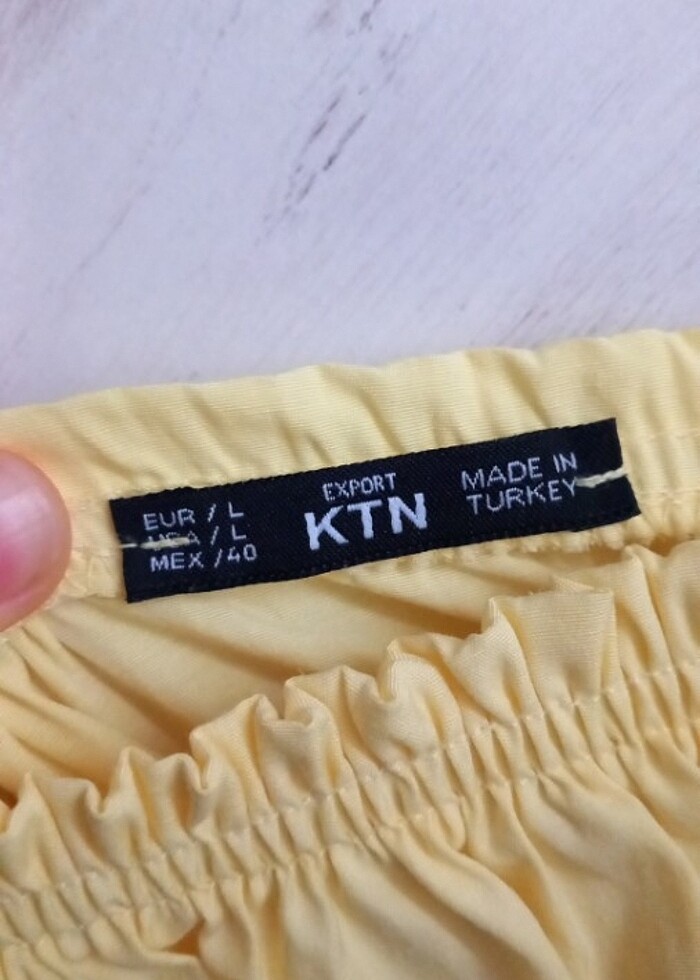 EUR / L
USA / L
MEX /40
EXPORT
KTN
MADE IN
TURKEY